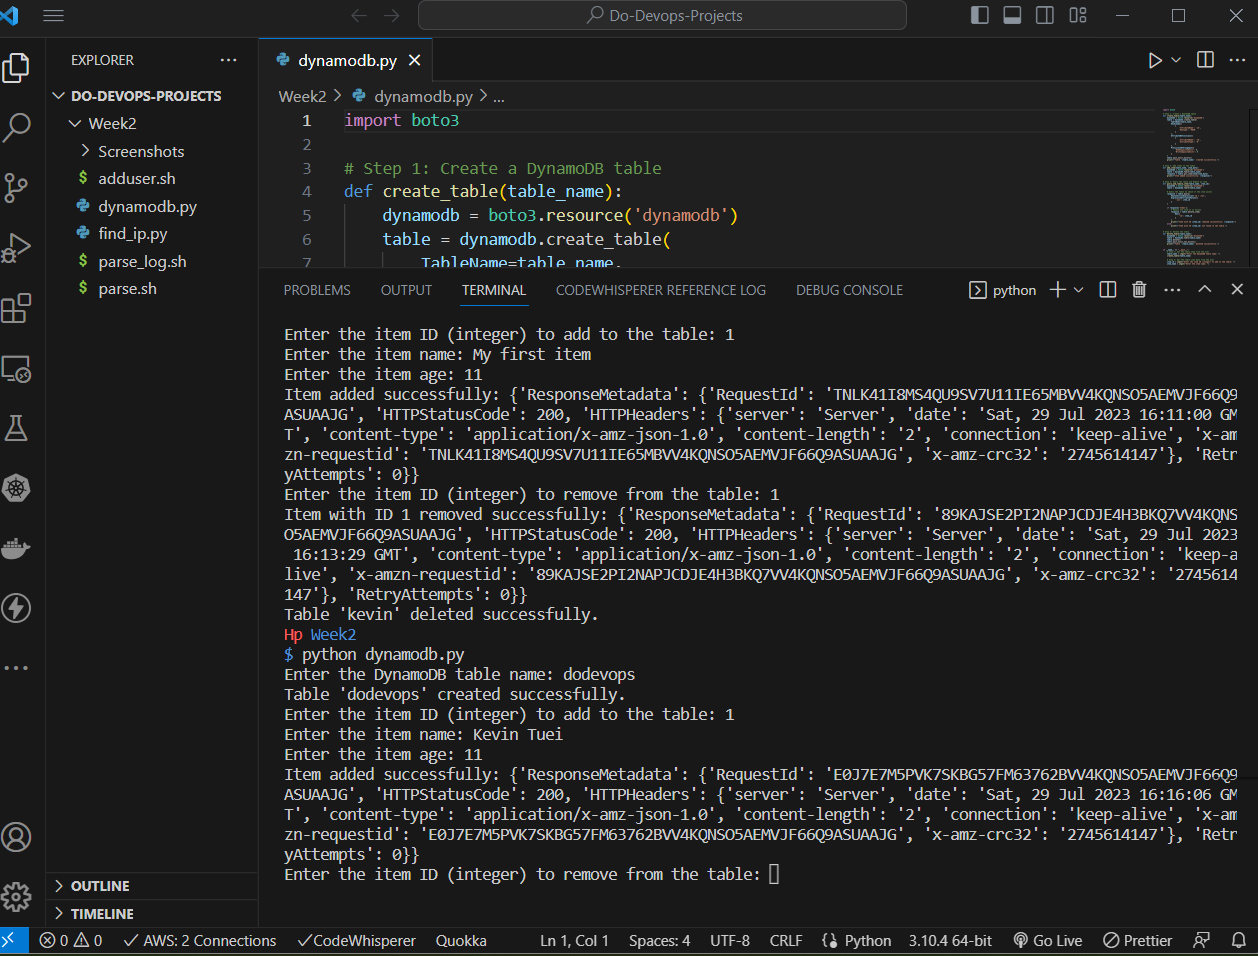 Do-Devops-Projects
EXPLORER
DO-DEVOPS-PROJECTS
Week2
Screenshots
$ adduser.sh
dynamodb.py
find_ip.py
$ parse_log.sh
$ parse.sh
OUTLINE
TIMELINE
dynamodb.py
Week2 > dynamodb.py > ...
1 import boto3
2
3 # Step 1: Create a DynamoDB table
4 def create_table(table_name):
5 dynamodb = boto3.resource('dynamodb')
6 table = dynamodb.create_table(
7 TableName=table_name,
PROBLEMS OUTPUT TERMINAL CODEWHISPERER REFERENCE LOG DEBUG CONSOLE python
Enter the item ID (integer) to add to the table: 1
Enter the item name: My first item
Enter the item age: 11
Item added successfully: {'ResponseMetadata': {'RequestId': 'TNLK41I8MS4QU9SV7U11IE65MBVV4KQNSO5AEMVJF66Q9
ASUAAJG', 'HTTPStatusCode': 200, 'HTTPHeaders': {'server': 'Server', 'date': 'Sat, 29 Jul 2023 16:11:00 GM
T', 'content-type': 'application/x-amz-json-1.0', 'content-length': '2', 'connection': 'keep-alive', 'x-am
zn-requestid': 'TNLK41I8MS4QU9SV7U11IE65MBVV4KQNSO5AEMVJF66Q9ASUAAJG', 'x-amz-crc32': '2745614147'}, 'Retr
yAttempts': 0}}
Enter the item ID (integer) to remove from the table: 1
Item with ID 1 removed successfully: {'ResponseMetadata': {'RequestId': '89KAJSE2PI2NAPJCDJE4H3BKQ7VV4KQNS
O5AEMVJF66Q9ASUAAJG', 'HTTPStatusCode': 200, 'HTTPHeaders': {'server': 'Server', 'date': 'Sat, 29 Jul 2023
16:13:29 GMT', 'content-type': 'application/x-amz-json-1.0', 'content-length': '2', 'connection': 'keep-a
live', 'x-amzn-requestid': '89KAJSE2PI2NAPJCDJE4H3BKQ7VV4KQNSO5AEMVJF66Q9ASUAAJG', 'x-amz-crc32': '2745614
147'}, 'RetryAttempts': 0}}
Table 'kevin' deleted successfully.
Hp Week2
$ python dynamodb.py
Enter the DynamoDB table name: dodevops
Table 'dodevops' created successfully.
Enter the item ID (integer) to add to the table: 1
Enter the item name: Kevin Tuei
Enter the item age: 11
Item added successfully: {'ResponseMetadata': {'RequestId': 'E0J7E7M5PVK7SKBG57FM63762BVV4KQNSO5AEMVJF66Q9
ASUAAJG', 'HTTPStatusCode': 200, 'HTTPHeaders': {'server': 'Server', 'date': 'Sat, 29 Jul 2023 16:16:06 GM
T', 'content-type': 'application/x-amz-json-1.0', 'content-length': '2', 'connection': 'keep-alive', 'x-am
zn-requestid': 'E0J7E7M5PVK7SKBG57FM63762BVV4KQNSO5AEMVJF66Q9ASUAAJG', 'x-amz-crc32': '2745614147'}, 'Retr
yAttempts': 0}}
Enter the item ID (integer) to remove from the table:
0 0 AWS: 2 Connections CodeWhisperer Quokka Ln 1, Col 1 Spaces: 4 UTF-8 CRLF Python 3.10.4 64-bit Go Live Prettier